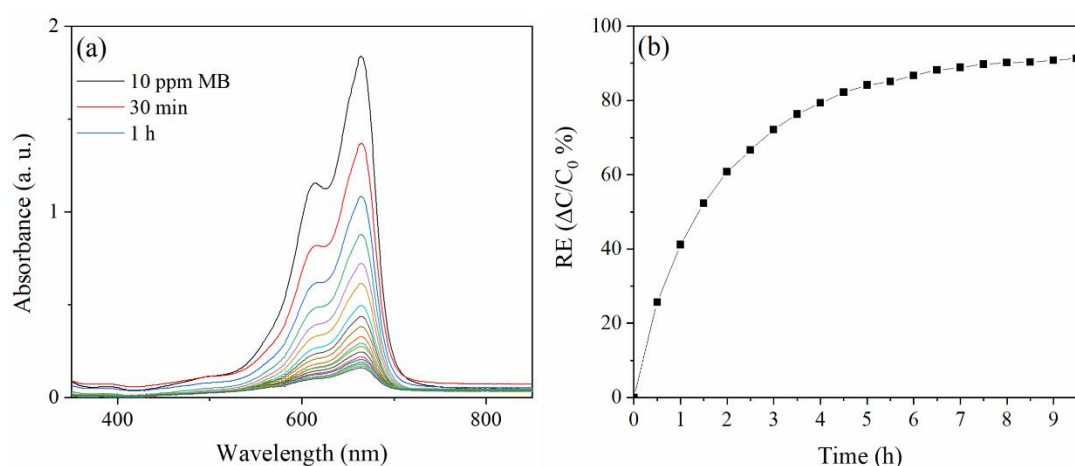 (a)
10 ppm MB
30 min
1 h
2
1
0
400
600
800
Absorbance (a. u.)
Wavelength (nm)
(b)
100
80
60
40
20
0
0
1
2
3
4
5
6
7
8
9
RE (ΔC/C₀ %)
Time (h)